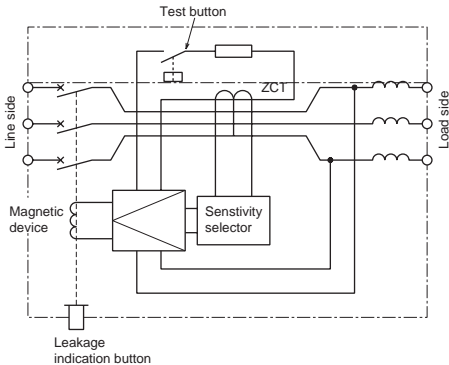 Test button
ZCT
Line side
Load side
Magnetic
device
Senstivity
selector
Leakage
indication button